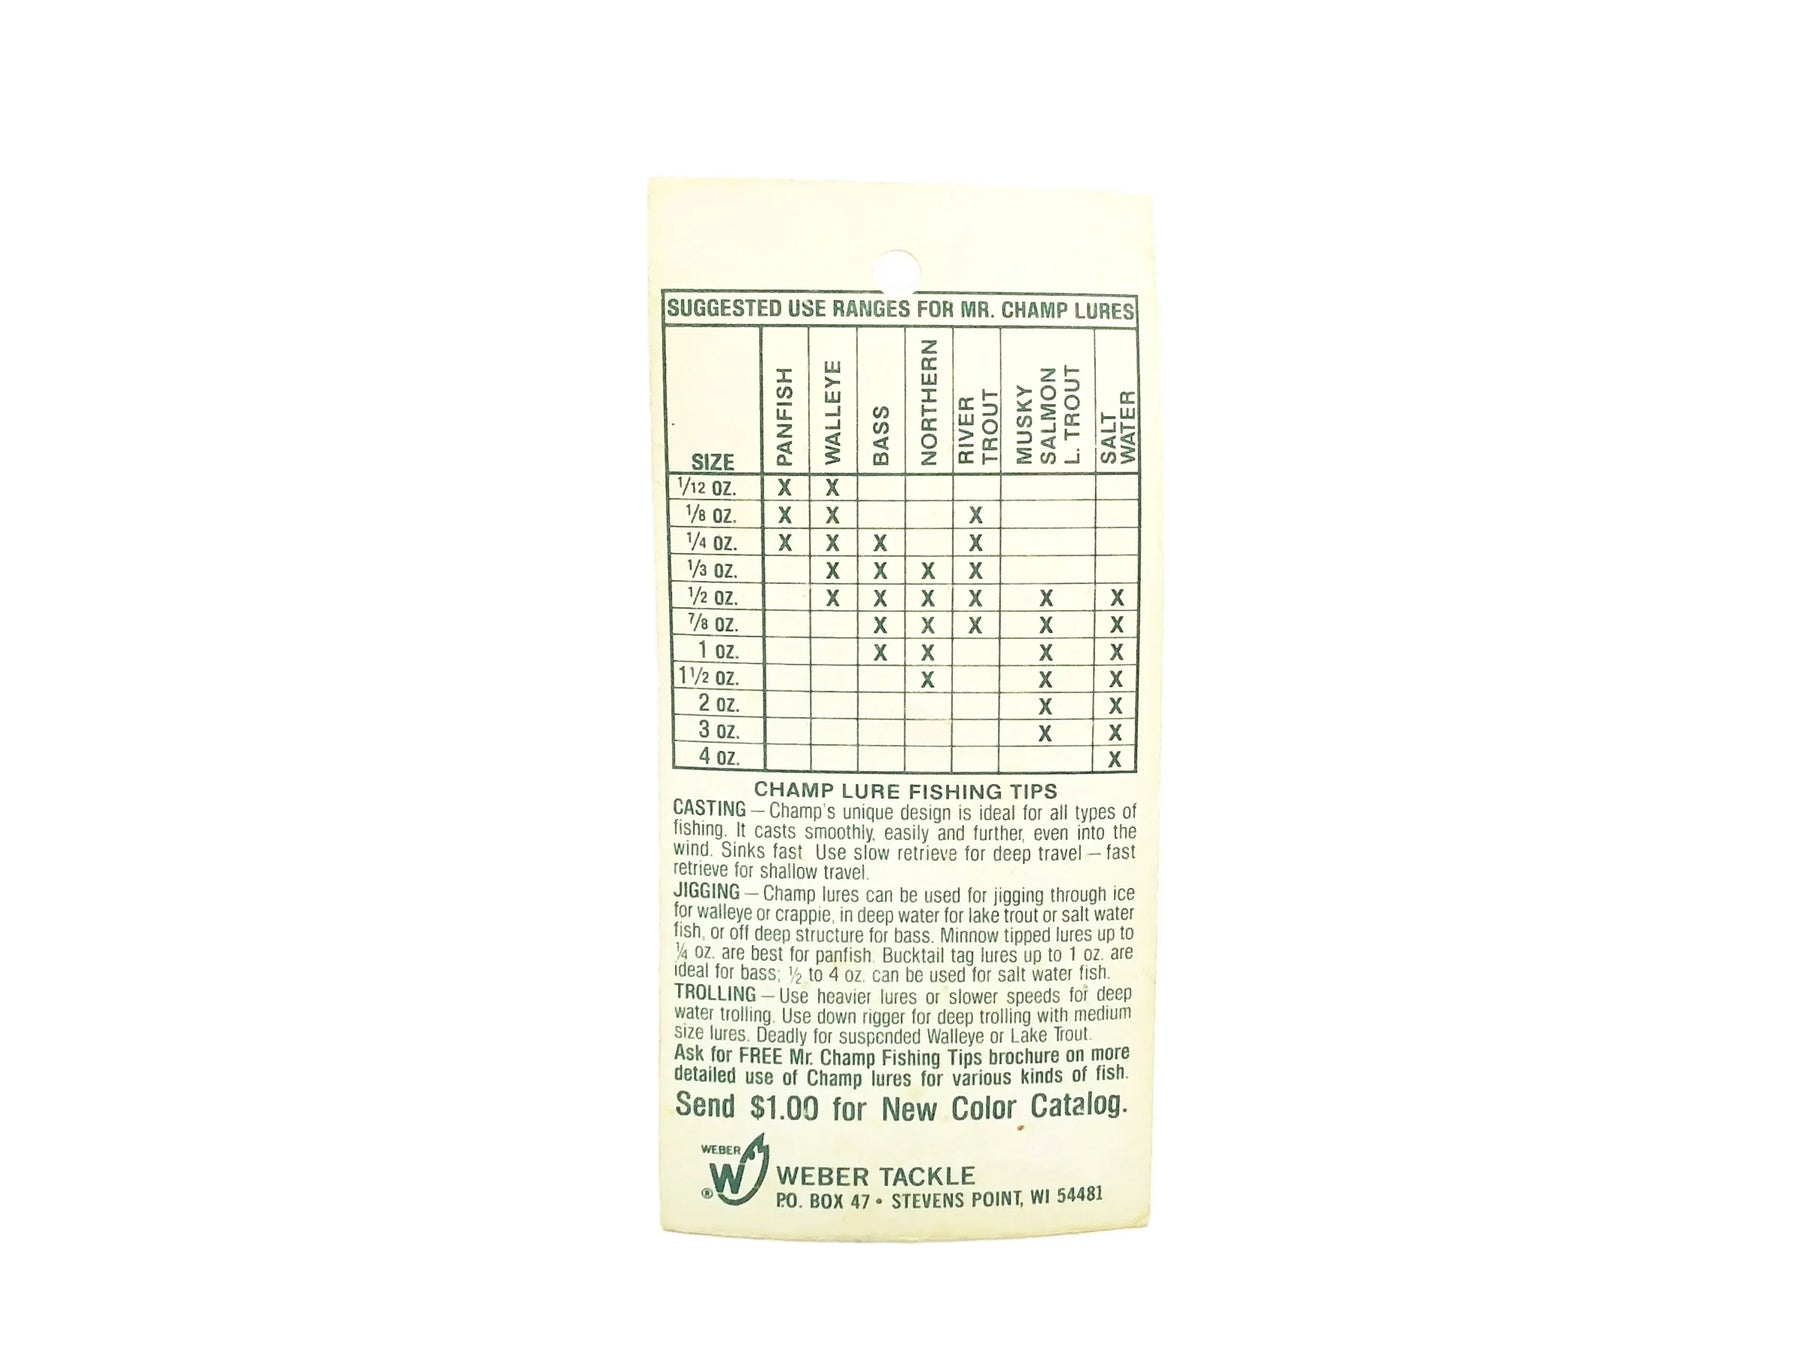 SUGGESTED USE RANGES FOR MR. CHAMP LURES
SIZE PANFISH WALLEYE BASS NORTHERN RIVER TROUT MUSKY SALMON L. TROUT SALT WATER
1/12 OZ. X X
1/8 OZ. X X X
1/4 OZ. X X X X
1/3 OZ. X X X X
1/2 OZ. X X X X X X
7/8 OZ. X X X X X
1 OZ. X X X X
1 1/2 OZ. X X X
2 OZ. X X
3 OZ. X X
4 OZ. X
CHAMP LURE FISHING TIPS
CASTING — Champ's unique design is ideal for all types of
fishing. It casts smoothly, easily and further, even into the
wind. Sinks fast. Use slow retrieve for deep travel — fast
retrieve for shallow travel.
JIGGING — Champ lures can be used for jigging through ice
for walleye or crappie, in deep water for lake trout or salt water
fish, or off deep structure for bass. Minnow tipped lures up to
¼ oz. are best for panfish. Bucktail tag lures up to 1 oz. are
ideal for bass; ½ to 4 oz. can be used for salt water fish.
TROLLING — Use heavier lures or slower speeds for deep
water trolling. Use down rigger for deep trolling with medium
size lures. Deadly for suspended Walleye or Lake Trout.
Ask for FREE Mr. Champ Fishing Tips brochure on more
detailed use of Champ lures for various kinds of fish.
Send $1.00 for New Color Catalog.
WEBER
W
®
WEBER TACKLE
P.O. BOX 47 • STEVENS POINT, WI 54481